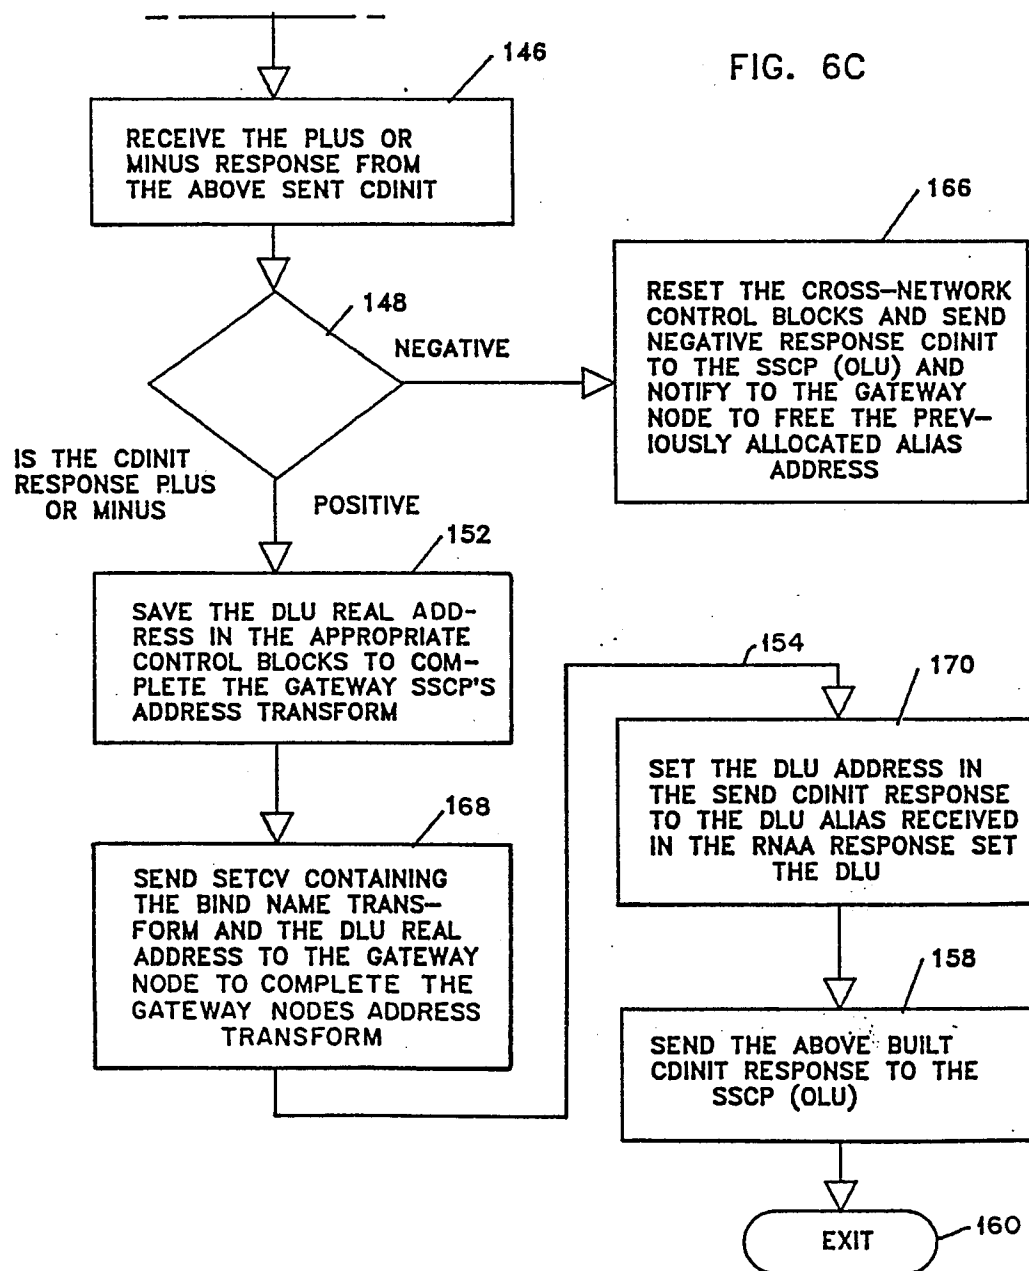 FIG. 6C
146
RECEIVE THE PLUS OR
MINUS RESPONSE FROM
THE ABOVE SENT CDINIT
148
NEGATIVE
IS THE CDINIT
RESPONSE PLUS
OR MINUS
POSITIVE
166
RESET THE CROSS—NETWORK
CONTROL BLOCKS AND SEND
NEGATIVE RESPONSE CDINIT
TO THE SSCP (OLU) AND
NOTIFY TO THE GATEWAY
NODE TO FREE THE PREV—
IOUSLY ALLOCATED ALIAS
ADDRESS
152
SAVE THE DLU REAL ADD—
RESS IN THE APPROPRIATE
CONTROL BLOCKS TO COM—
PLETE THE GATEWAY SSCP'S
ADDRESS TRANSFORM
168
SEND SETCV CONTAINING
THE BIND NAME TRANS—
FORM AND THE DLU REAL
ADDRESS TO THE GATEWAY
NODE TO COMPLETE THE
GATEWAY NODES ADDRESS
TRANSFORM
154
170
SET THE DLU ADDRESS IN
THE SEND CDINIT RESPONSE
TO THE DLU ALIAS RECEIVED
IN THE RNAA RESPONSE SET
THE DLU
158
SEND THE ABOVE BUILT
CDINIT RESPONSE TO THE
SSCP (OLU)
EXIT
160